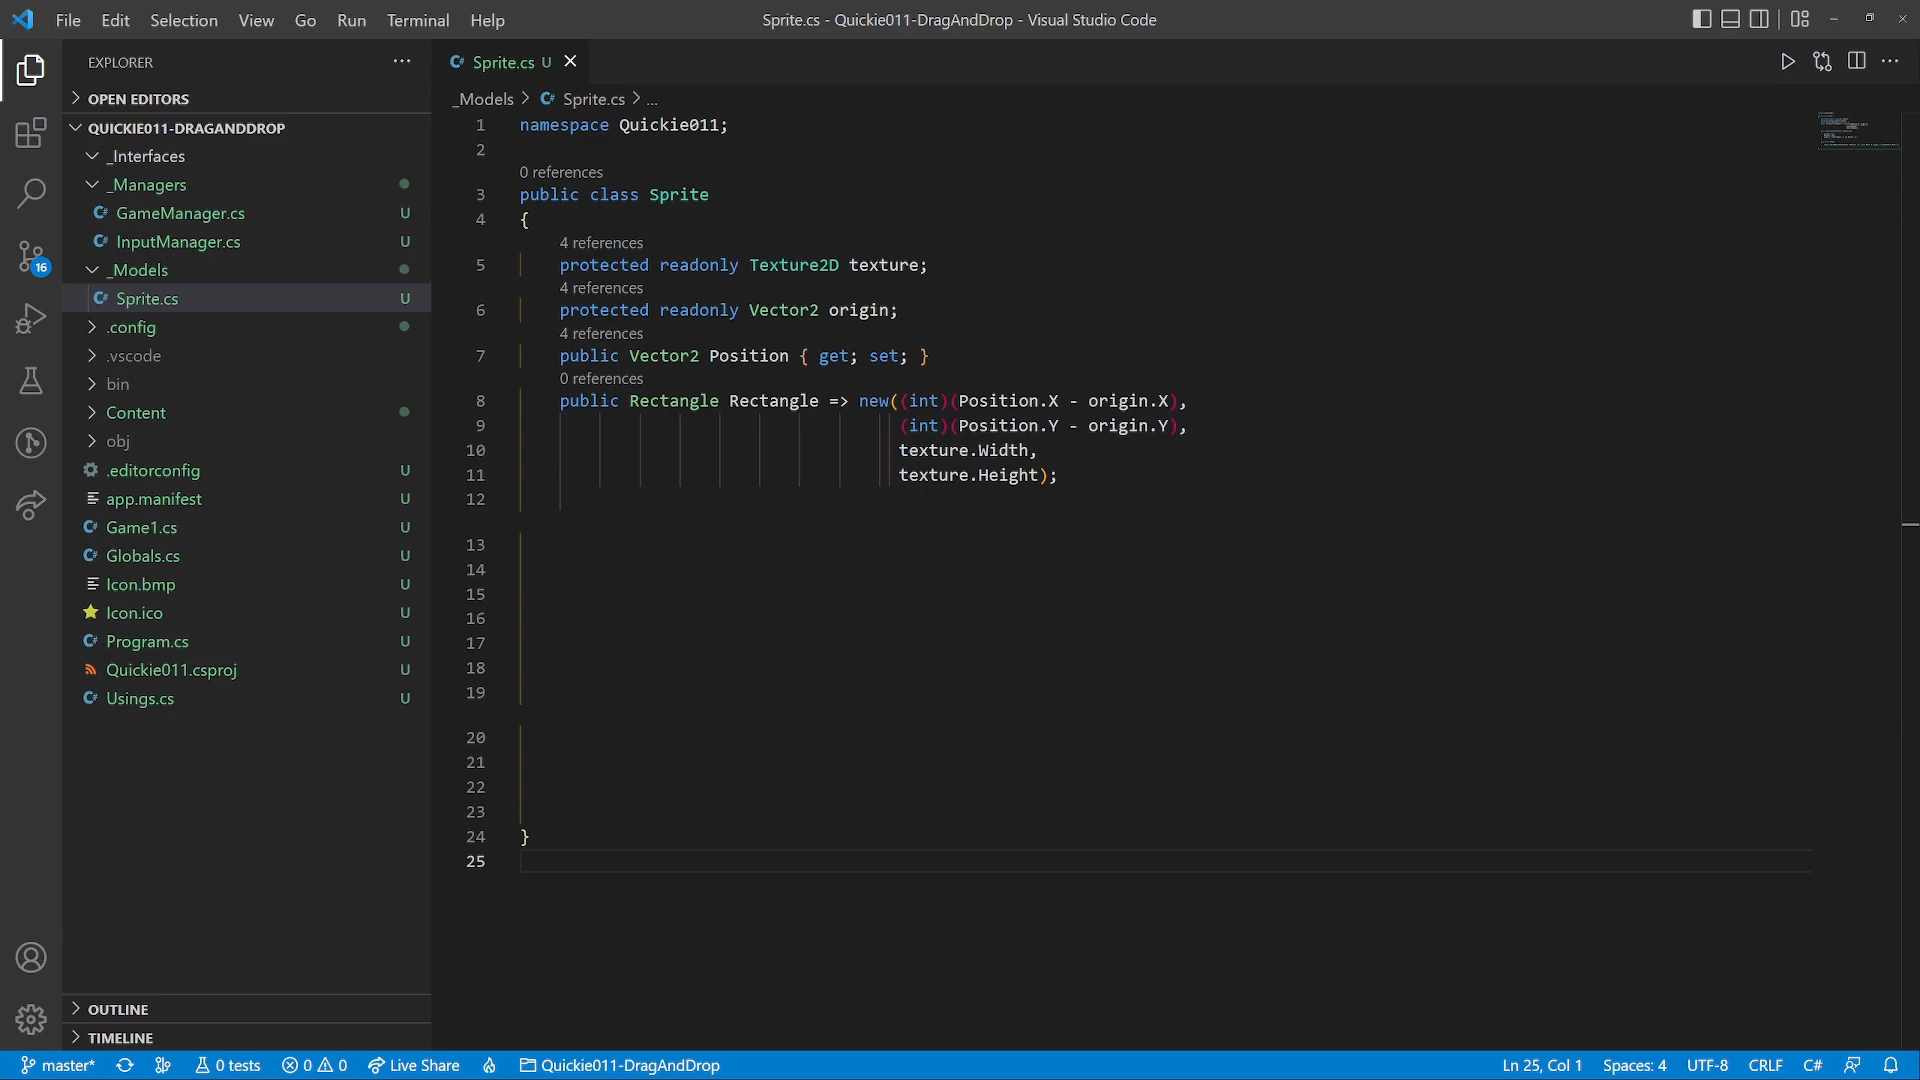 File Edit Selection View Go Run Terminal Help
Sprite.cs - Quickie011-DragAndDrop - Visual Studio Code
EXPLORER
OPEN EDITORS
QUICKIE011-DRAGANDDROP
_Interfaces
_Managers
GameManager.cs U
InputManager.cs U
_Models
Sprite.cs U
.config
.vscode
bin
Content
obj
.editorconfig U
app.manifest U
Game1.cs U
Globals.cs U
Icon.bmp U
Icon.ico U
Program.cs U
Quickie011.csproj U
Usings.cs U
OUTLINE
TIMELINE
16
Sprite.cs U
_Models > Sprite.cs > ...
1 namespace Quickie011;
2
0 references
3 public class Sprite
4 {
4 references
5 protected readonly Texture2D texture;
4 references
6 protected readonly Vector2 origin;
4 references
7 public Vector2 Position { get; set; }
0 references
8 public Rectangle Rectangle => new((int)(Position.X - origin.X),
9 (int)(Position.Y - origin.Y),
10 texture.Width,
11 texture.Height);
12
13
14
15
16
17
18
19
20
21
22
23
24 }
25
master* 0 tests 0 0 Live Share Quickie011-DragAndDrop
Ln 25, Col 1 Spaces: 4 UTF-8 CRLF C#